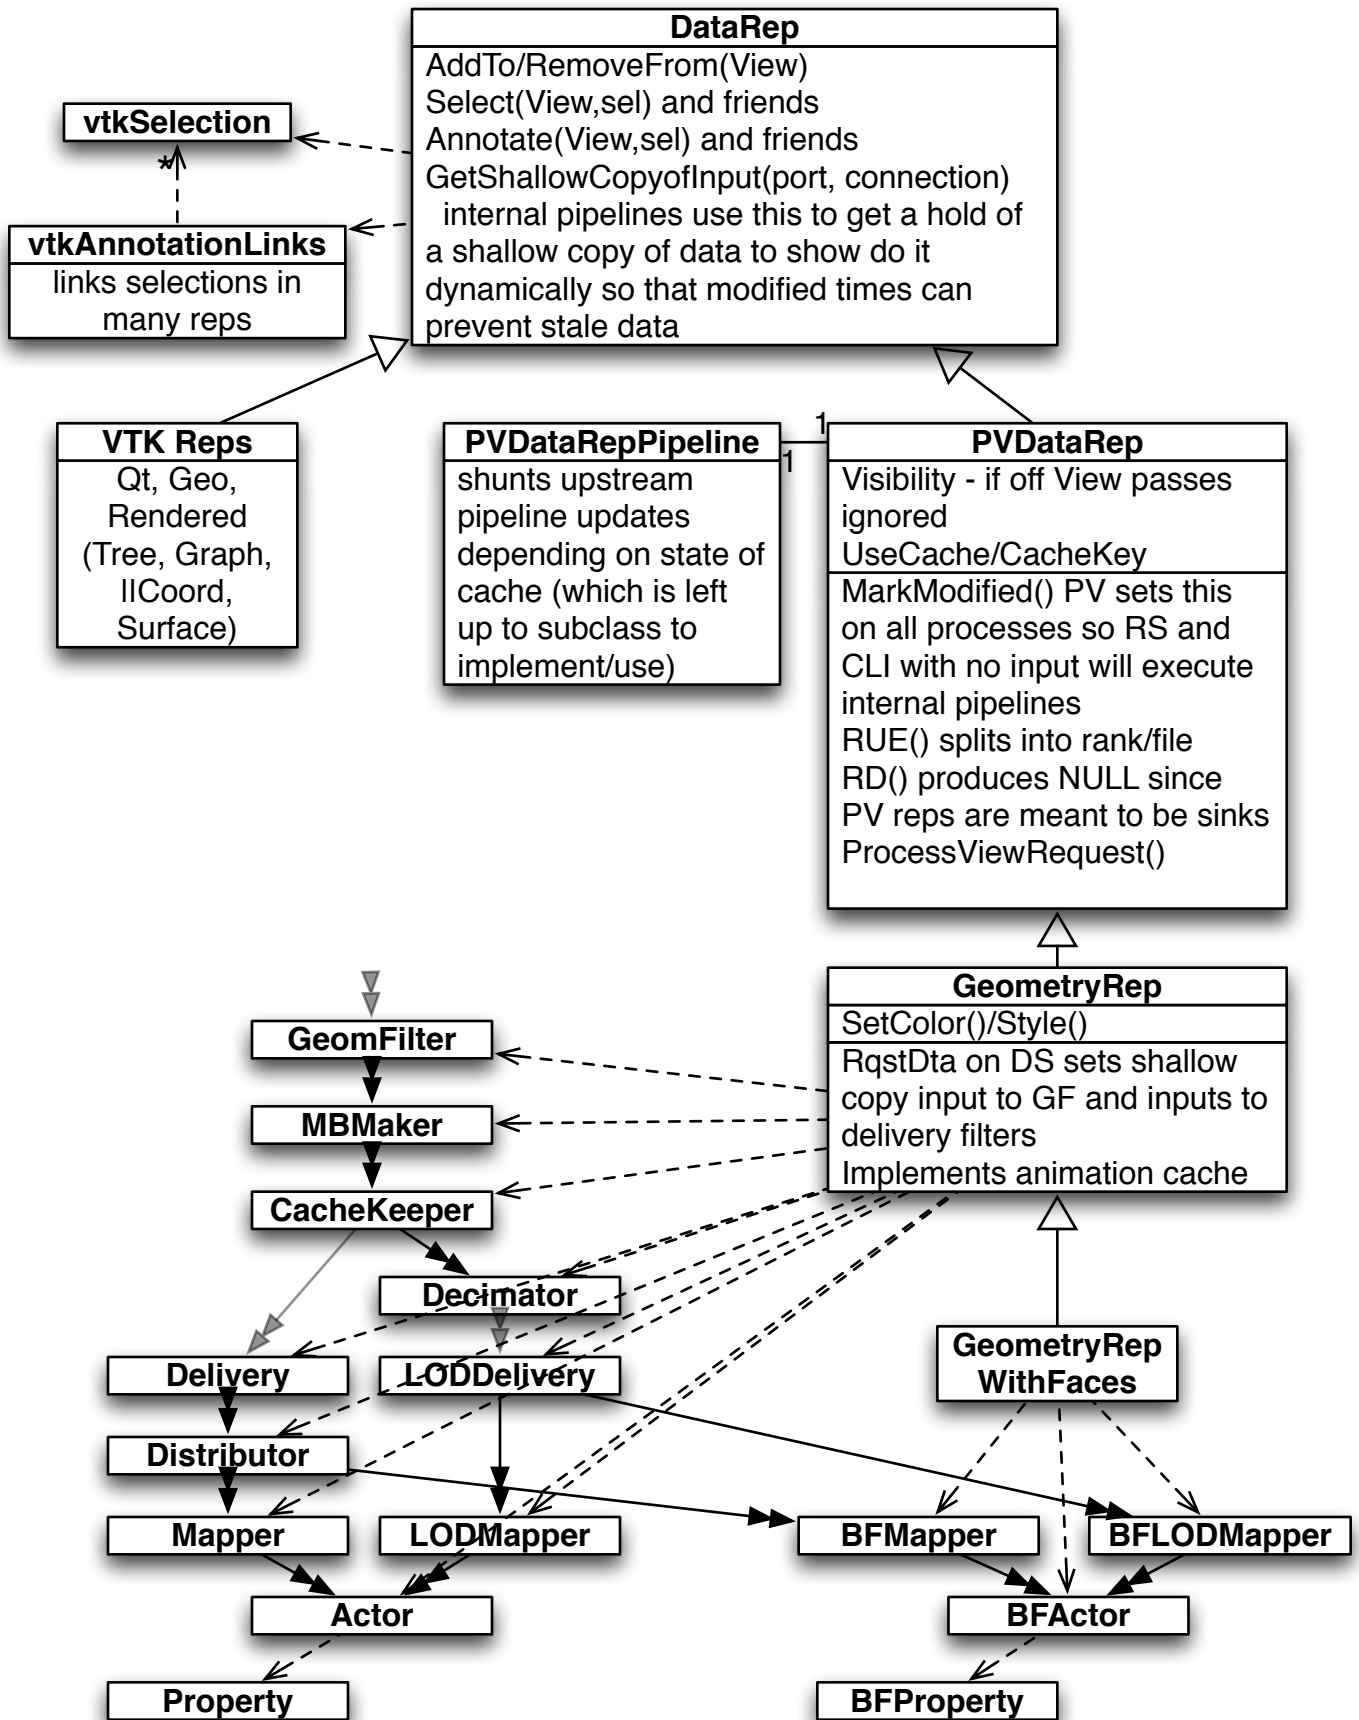 DataRep
AddTo/RemoveFrom(View)
Select(View,sel) and friends
Annotate(View,sel) and friends
GetShallowCopyofInput(port, connection)
internal pipelines use this to get a hold of
a shallow copy of data to show do it
dynamically so that modified times can
prevent stale data
vtkSelection
*
vtkAnnotationLinks
links selections in
many reps
VTK Reps
Qt, Geo,
Rendered
(Tree, Graph,
llCoord,
Surface)
PVDataRepPipeline
shunts upstream
pipeline updates
depending on state of
cache (which is left
up to subclass to
implement/use)
1
1
PVDataRep
Visibility - if off View passes
ignored
UseCache/CacheKey
MarkModified() PV sets this
on all processes so RS and
CLI with no input will execute
internal pipelines
RUE() splits into rank/file
RD() produces NULL since
PV reps are meant to be sinks
ProcessViewRequest()
GeometryRep
SetColor()/Style()
RqstDta on DS sets shallow
copy input to GF and inputs to
delivery filters
Implements animation cache
GeomFilter
MBMaker
CacheKeeper
Decimator
Delivery
LODDelivery
GeometryRep
WithFaces
Distributor
Mapper
LODMapper
BFMapper
BFLODMapper
Actor
BFActor
Property
BFProperty